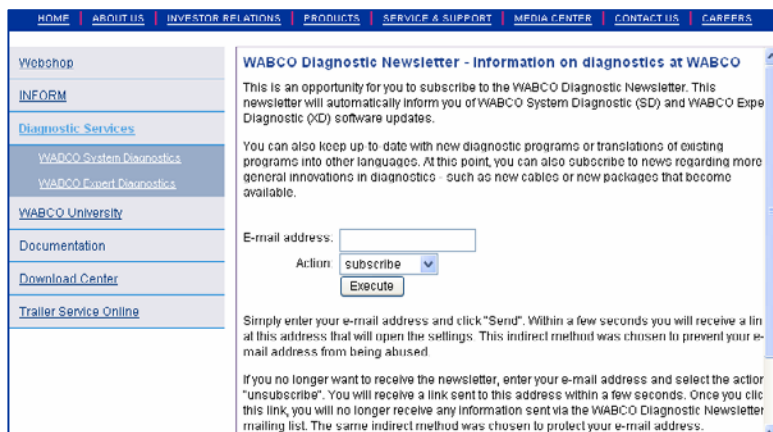 HOME ABOUT US INVESTOR RELATIONS PRODUCTS SERVICE & SUPPORT MEDIA CENTER CONTACT US CAREERS
Webshop
INFORM
Diagnostic Services
WABCO System Diagnostics
WABCO Expert Diagnostics
WABCO University
Documentation
Download Center
Trailer Service Online
WABCO Diagnostic Newsletter - Information on diagnostics at WABCO
This is an opportunity for you to subscribe to the WABCO Diagnostic Newsletter. This
newsletter will automatically inform you of WABCO System Diagnostic (SD) and WABCO Expe
Diagnostic (XD) software updates.
You can also keep up-to-date with new diagnostic programs or translations of existing
programs into other languages. At this point, you can also subscribe to news regarding more
general innovations in diagnostics - such as new cables or new packages that become
available.
E-mail address:
Action: subscribe
Execute
Simply enter your e-mail address and click "Send". Within a few seconds you will receive a lin
at this address that will open the settings. This indirect method was chosen to prevent your e-
mail address from being abused.
If you no longer want to receive the newsletter, enter your e-mail address and select the action
"unsubscribe". You will receive a link sent to this address within a few seconds. Once you clic
this link, you will no longer receive any information sent via the WABCO Diagnostic Newsletter
mailing list. The same indirect method was chosen to protect your e-mail address.